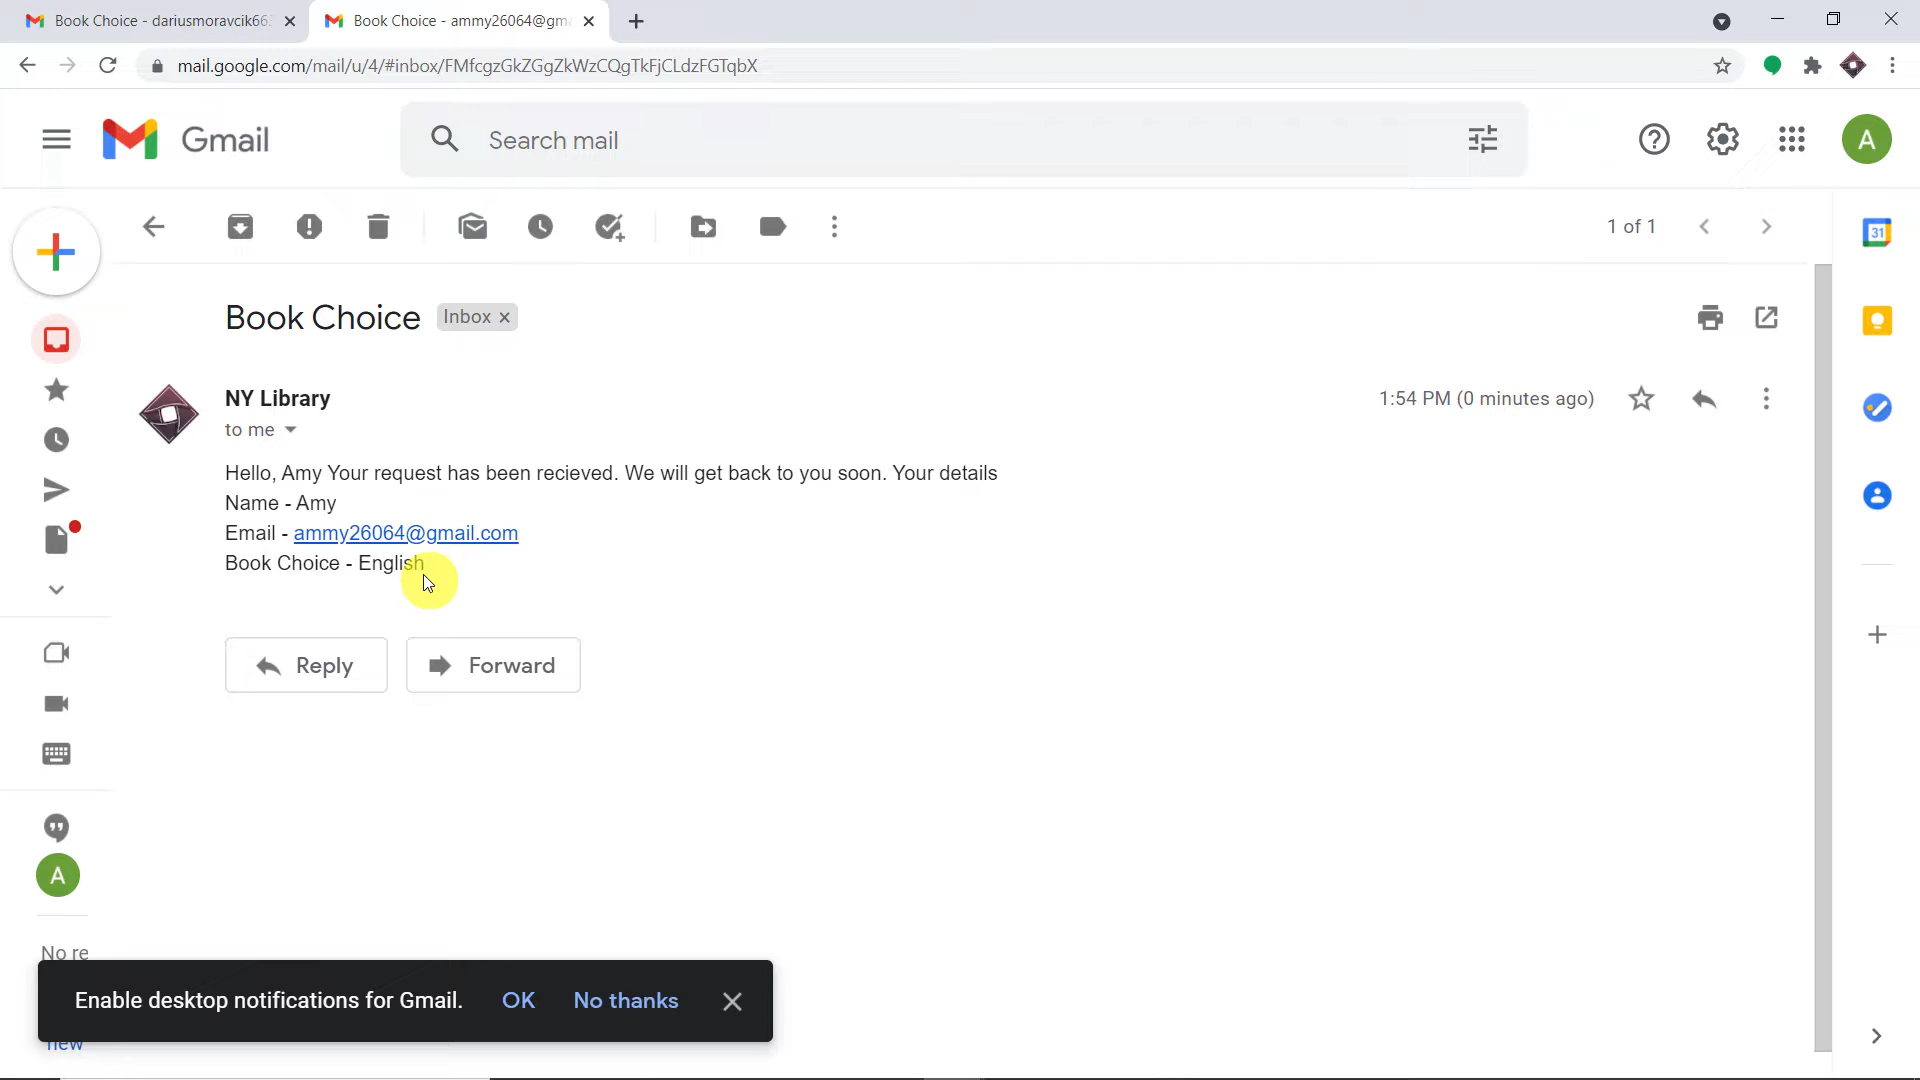 Book Choice - dariusmoravcik66
Book Choice - ammy26064@gm
mail.google.com/mail/u/4/#inbox/FMfcgzGkZGgZkWzCQgTkFjCLdzFGTqbX
Gmail
Search mail
A
1 of 1
31
Book Choice Inbox ×
NY Library
1:54 PM (0 minutes ago)
to me
Hello, Amy Your request has been recieved. We will get back to you soon. Your details
Name - Amy
Email - ammy26064@gmail.com
Book Choice - English
Reply Forward
A
No re
Enable desktop notifications for Gmail. OK No thanks
new